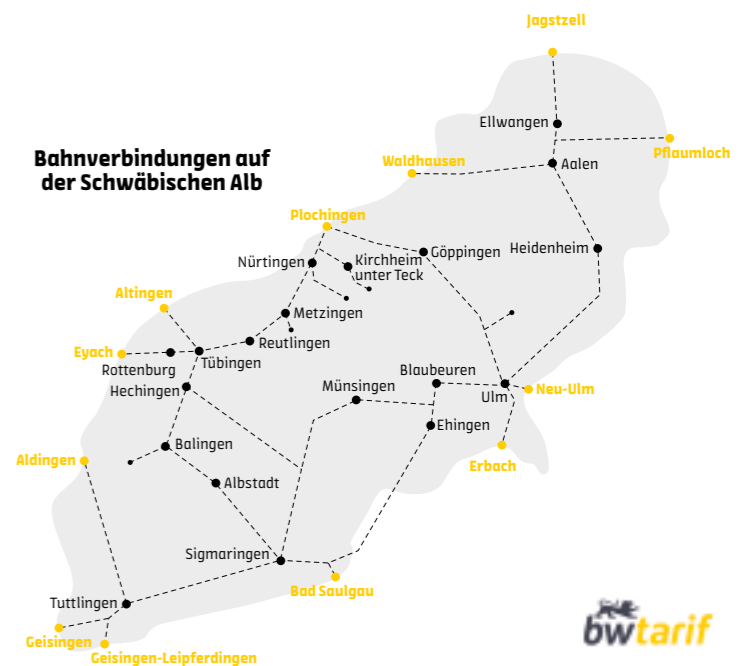 Jagstzell
Ellwangen
Pflaumloch
Bahnverbindungen auf
der Schwäbischen Alb
Waldhausen
Aalen
Plochingen
Nürtingen
Kirchheim
unter Teck
Göppingen
Heidenheim
Altingen
Metzingen
Eyach
Reutlingen
Tübingen
Rottenburg
Hechingen
Blaubeuren
Münsingen
Ulm
Neu-Ulm
Balingen
Ehingen
Aldingen
Erbach
Albstadt
Sigmaringen
Bad Saulgau
Tuttlingen
Geisingen
Geisingen-Leipferdingen
bwtarif